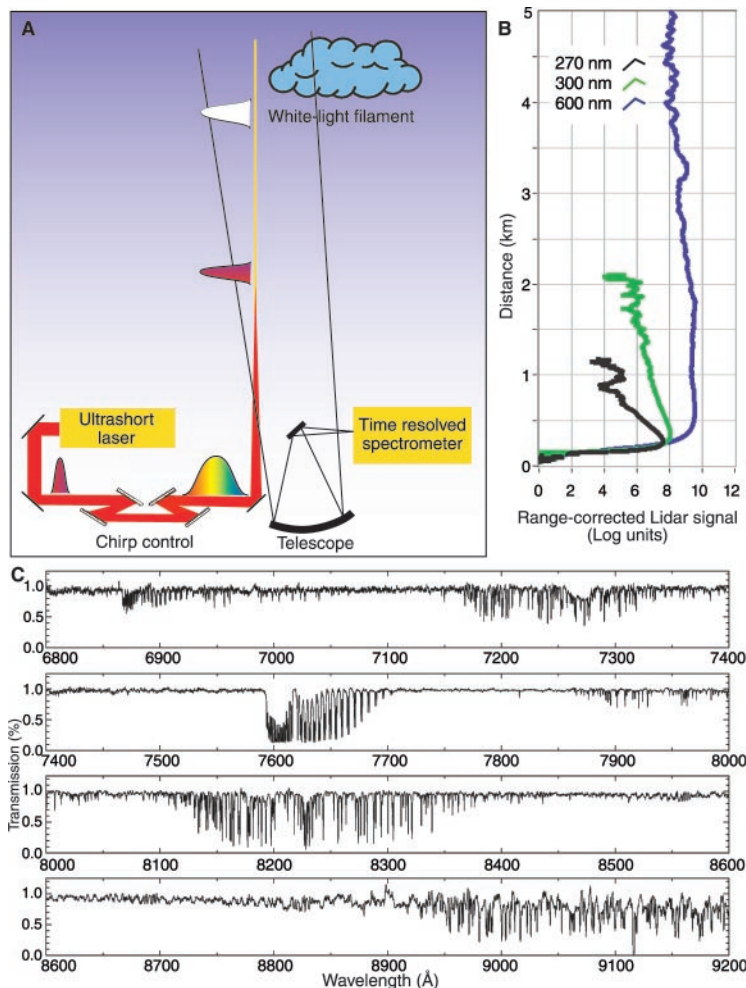 A
White-light filament
Ultrashort
laser
Time resolved
spectrometer
Chirp control
Telescope
B
270 nm
300 nm
600 nm
5
4
3
2
1
0
Distance (km)
0 2 4 6 8 10 12
Range-corrected Lidar signal
(Log units)
C
1.0
0.5
0.0
6800 6900 7000 7100 7200 7300 7400
1.0
0.5
0.0
7400 7500 7600 7700 7800 7900 8000
1.0
0.5
0.0
8000 8100 8200 8300 8400 8500 8600
1.0
0.5
0.0
8600 8700 8800 8900 9000 9100 9200
Transmission (%)
Wavelength (Å)